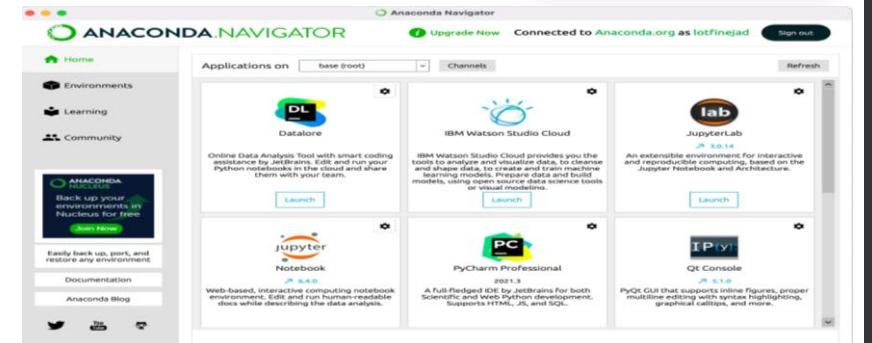 Anaconda Navigator
ANACONDA.NAVIGATOR
Upgrade Now
Connected to Anaconda.org as lotfinejad
Sign out
Home
Environments
Learning
Community
ANACONDA
NUCLEUS
Back up your
environments in
Nucleus for free
Join Now
Easily back up, port, and
restore any environment
Documentation
Anaconda Blog
You
Tube
Applications on
base (root)
Channels
Refresh
DL
Datalore
Online Data Analysis Tool with smart coding
assistance by JetBrains. Edit and run your
Python notebooks in the cloud and share
them with your team.
Launch
IBM Watson Studio Cloud
IBM Watson Studio Cloud provides you the
tools to analyze and visualize data, to cleanse
and shape data, to create and train machine
learning models. Prepare data and build
models, using open source data science tools
or visual modeling.
Launch
lab
JupyterLab
3.0.14
An extensible environment for interactive
and reproducible computing, based on the
Jupyter Notebook and Architecture.
Launch
jupyter
Notebook
6.4.0
Web-based, interactive computing notebook
environment. Edit and run human-readable
docs while describing the data analysis.
PC
PyCharm Professional
2021.3
A full-fledged IDE by JetBrains for both
Scientific and Web Python development.
Supports HTML, JS, and SQL.
IP[y]:
Qt Console
5.1.0
PyQt GUI that supports inline figures, proper
multiline editing with syntax highlighting,
graphical calltips, and more.